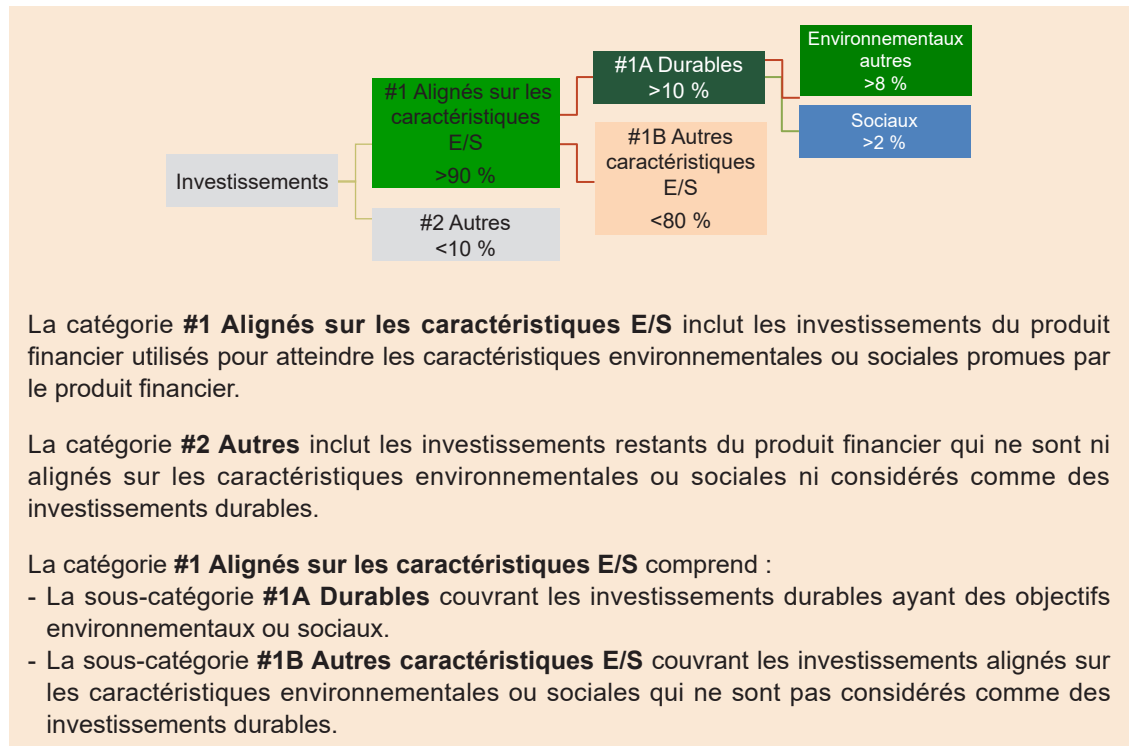 Environnementaux
autres
>8 %
#1A Durables
>10 %
#1 Alignés sur les
caractéristiques
E/S
>90 %
Sociaux
>2 %
#1B Autres
caractéristiques
E/S
<80 %
Investissements
#2 Autres
<10 %
La catégorie #1 Alignés sur les caractéristiques E/S inclut les investissements du produit
financier utilisés pour atteindre les caractéristiques environnementales ou sociales promues par
le produit financier.
La catégorie #2 Autres inclut les investissements restants du produit financier qui ne sont ni
alignés sur les caractéristiques environnementales ou sociales ni considérés comme des
investissements durables.
La catégorie #1 Alignés sur les caractéristiques E/S comprend :
- La sous-catégorie #1A Durables couvrant les investissements durables ayant des objectifs
environnementaux ou sociaux.
- La sous-catégorie #1B Autres caractéristiques E/S couvrant les investissements alignés sur
les caractéristiques environnementales ou sociales qui ne sont pas considérés comme des
investissements durables.